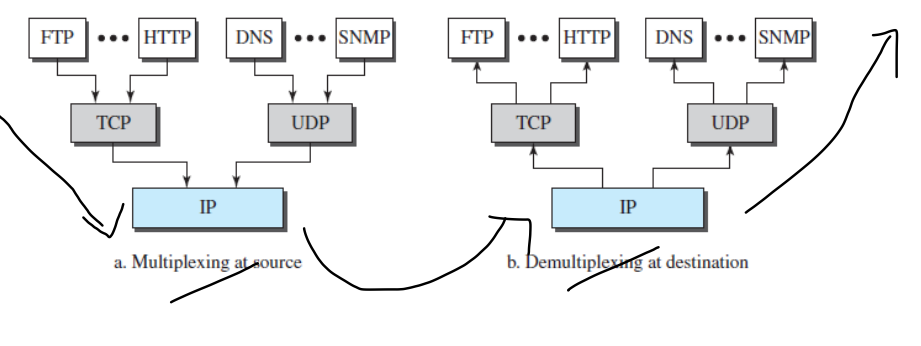 FTP ••• HTTP DNS ••• SNMP FTP ••• HTTP DNS ••• SNMP
TCP UDP TCP UDP
IP IP
a. Multiplexing at source b. Demultiplexing at destination